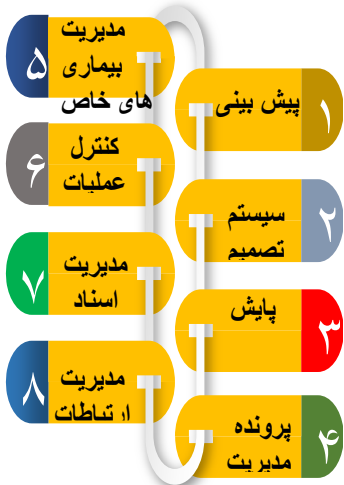 ۱
پیش بینی
۲
سیستم
تصمیم
۳
پایش
۴
پرونده
مدیریت
۵
مدیریت
بیماری
های خاص
۶
کنترل
عملیات
۷
مدیریت
اسناد
۸
مدیریت
ارتباطات